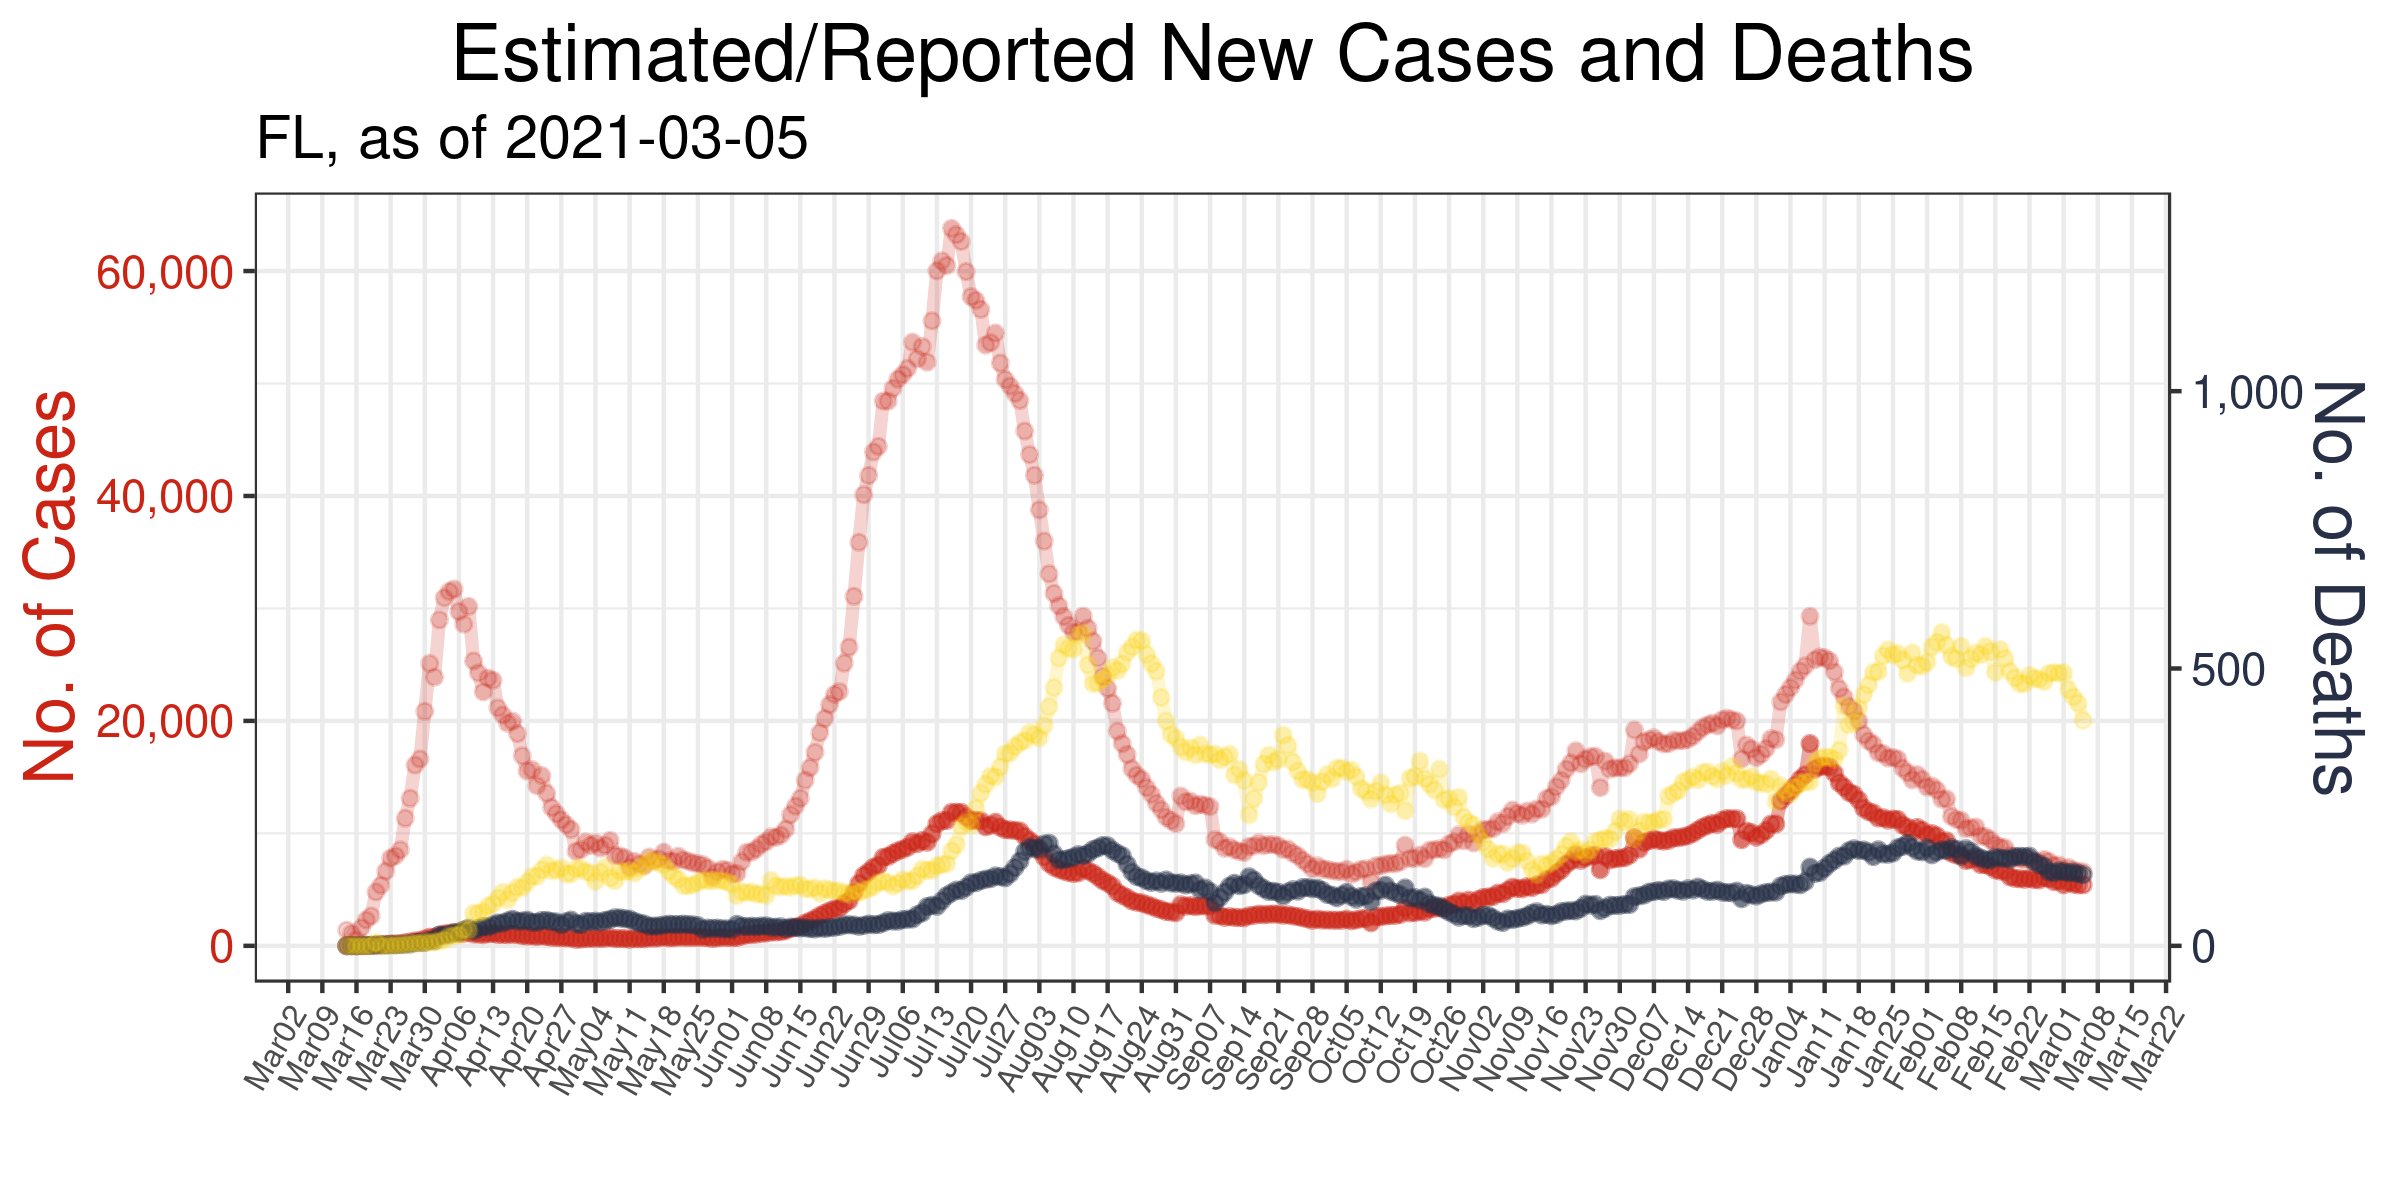 Estimated/Reported New Cases and Deaths
FL, as of 2021-03-05
No. of Cases
60,000
40,000
20,000
0
1,000
500
0
No. of Deaths
Mar02
Mar09
Mar16
Mar23
Mar30
Apr06
Apr13
Apr20
Apr27
May04
May11
May18
May25
Jun01
Jun08
Jun15
Jun22
Jun29
Jul06
Jul13
Jul20
Jul27
Aug03
Aug10
Aug17
Aug24
Aug31
Sep07
Sep14
Sep21
Sep28
Oct05
Oct12
Oct19
Oct26
Nov02
Nov09
Nov16
Nov23
Nov30
Dec07
Dec14
Dec21
Dec28
Jan04
Jan11
Jan18
Jan25
Feb01
Feb08
Feb15
Feb22
Mar01
Mar08
Mar15
Mar22